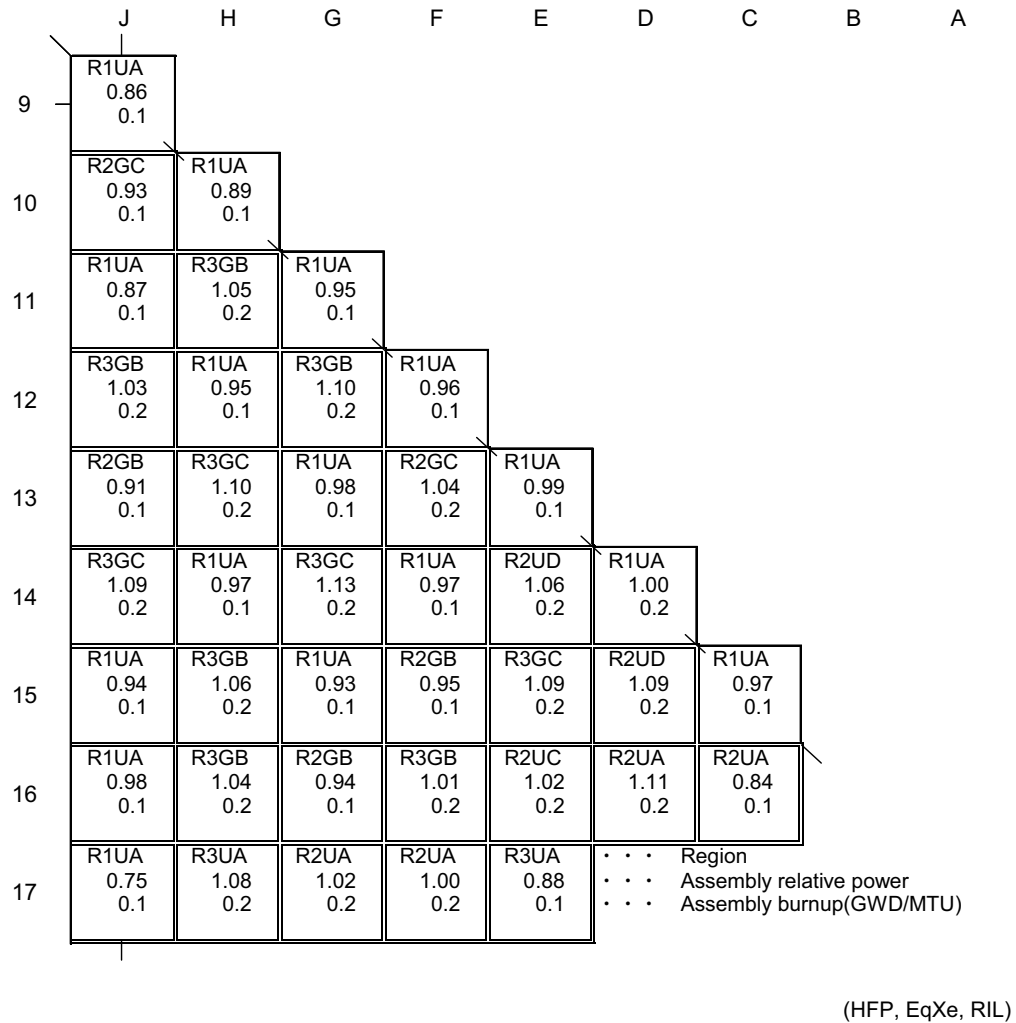 J H G F E D C B A
R1UA
0.86
9
0.1
R2GC R1UA
0.93 0.89
10
0.1 0.1
R1UA R3GB R1UA
0.87 1.05 0.95
11
0.1 0.2 0.1
R3GB R1UA R3GB R1UA
1.03 0.95 1.10 0.96
12
0.2 0.1 0.2 0.1
R2GB R3GC R1UA R2GC R1UA
0.91 1.10 0.98 1.04 0.99
13
0.1 0.2 0.1 0.2 0.1
R3GC R1UA R3GC R1UA R2UD R1UA
1.09 0.97 1.13 0.97 1.06 1.00
14
0.2 0.1 0.2 0.1 0.2 0.2
R1UA R3GB R1UA R2GB R3GC R2UD R1UA
0.94 1.06 0.93 0.95 1.09 1.09 0.97
15
0.1 0.2 0.1 0.1 0.2 0.2 0.1
R1UA R3GB R2GB R3GB R2UC R2UA R2UA
0.98 1.04 0.94 1.01 1.02 1.11 0.84
16
0.1 0.2 0.1 0.2 0.2 0.2 0.1
R1UA R3UA R2UA R2UA R3UA ・・・ Region
0.75 1.08 1.02 1.00 0.88 ・・・ Assembly relative power
17
0.1 0.2 0.2 0.2 0.1 ・・・ Assembly burnup(GWD/MTU)
(HFP, EqXe, RIL)